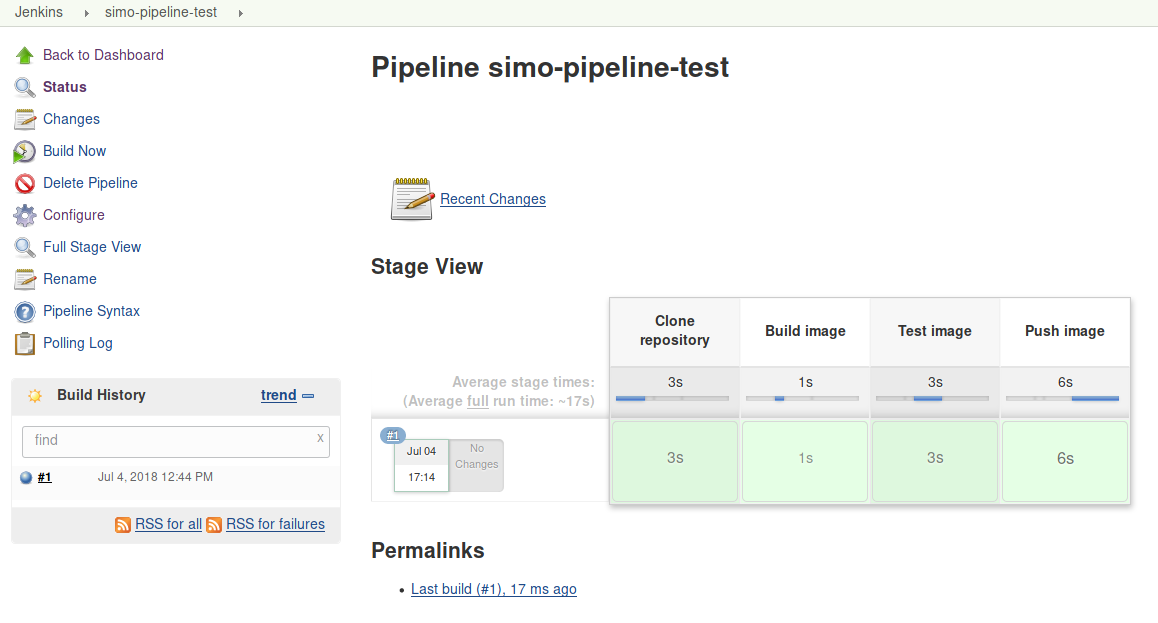 Jenkins simo-pipeline-test
Back to Dashboard
Status
Changes
Build Now
Delete Pipeline
Configure
Full Stage View
Rename
Pipeline Syntax
Polling Log
Build History trend
find X
#1 Jul 4, 2018 12:44 PM
RSS for all RSS for failures
Pipeline simo-pipeline-test
Recent Changes
Stage View
Clone
repository
Build image
Test image
Push image
Average stage times:
(Average full run time: ~17s)
3s 1s 3s 6s
#1
Jul 04
17:14
No
Changes
3s 1s 3s 6s
Permalinks
Last build (#1), 17 ms ago